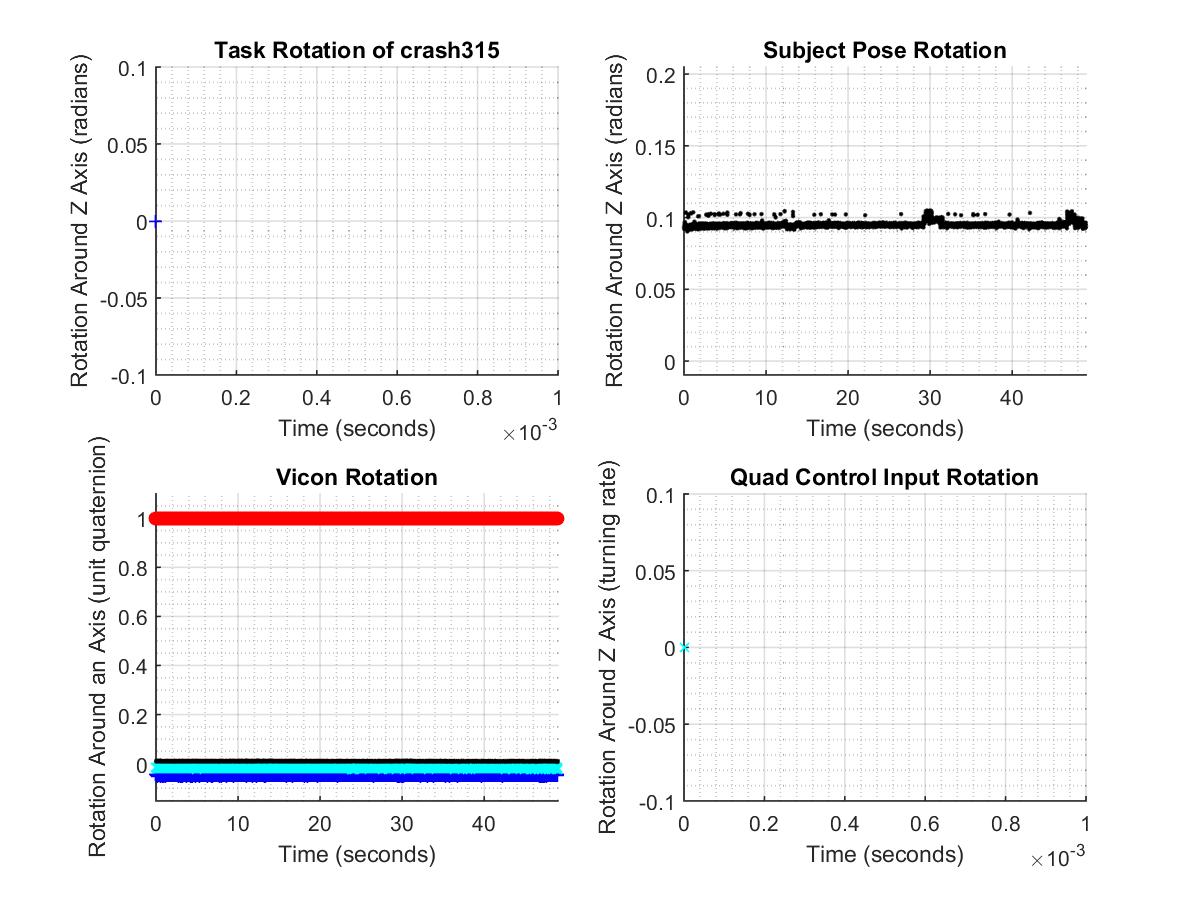 Task Rotation of crash315
Rotation Around Z Axis (radians)
0.1
0.05
0
-0.05
-0.1
0 0.2 0.4 0.6 0.8 1
Time (seconds)
×10-3
Subject Pose Rotation
Rotation Around Z Axis (radians)
0.2
0.15
0.1
0.05
0
0 10 20 30 40
Time (seconds)
Vicon Rotation
Rotation Around an Axis (unit quaternion)
1
0.8
0.6
0.4
0.2
0
0 10 20 30 40
Time (seconds)
Quad Control Input Rotation
Rotation Around Z Axis (turning rate)
0.1
0.05
0
-0.05
-0.1
0 0.2 0.4 0.6 0.8 1
Time (seconds)
×10-3